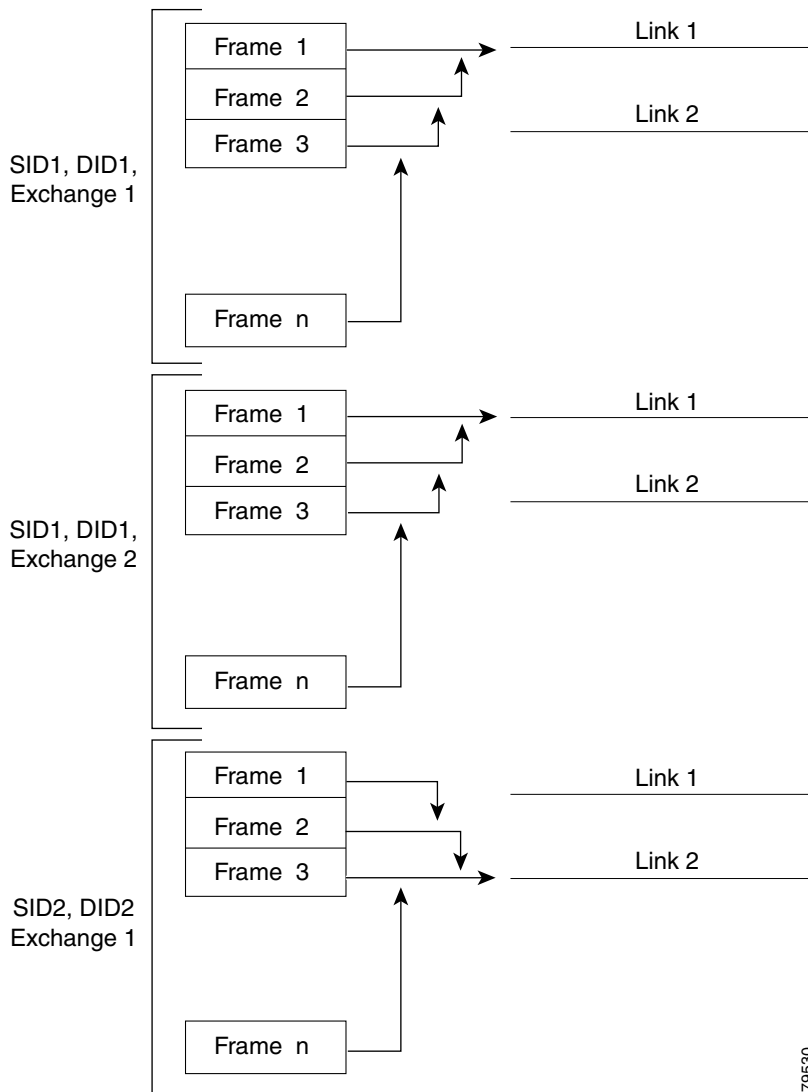 Frame 1
Link 1
Frame 2
Link 2
Frame 3
SID1, DID1,
Exchange 1
Frame n
Frame 1
Link 1
Frame 2
Link 2
Frame 3
SID1, DID1,
Exchange 2
Frame n
Frame 1
Link 1
Frame 2
Frame 3
Link 2
SID2, DID2
Exchange 1
Frame n
79530